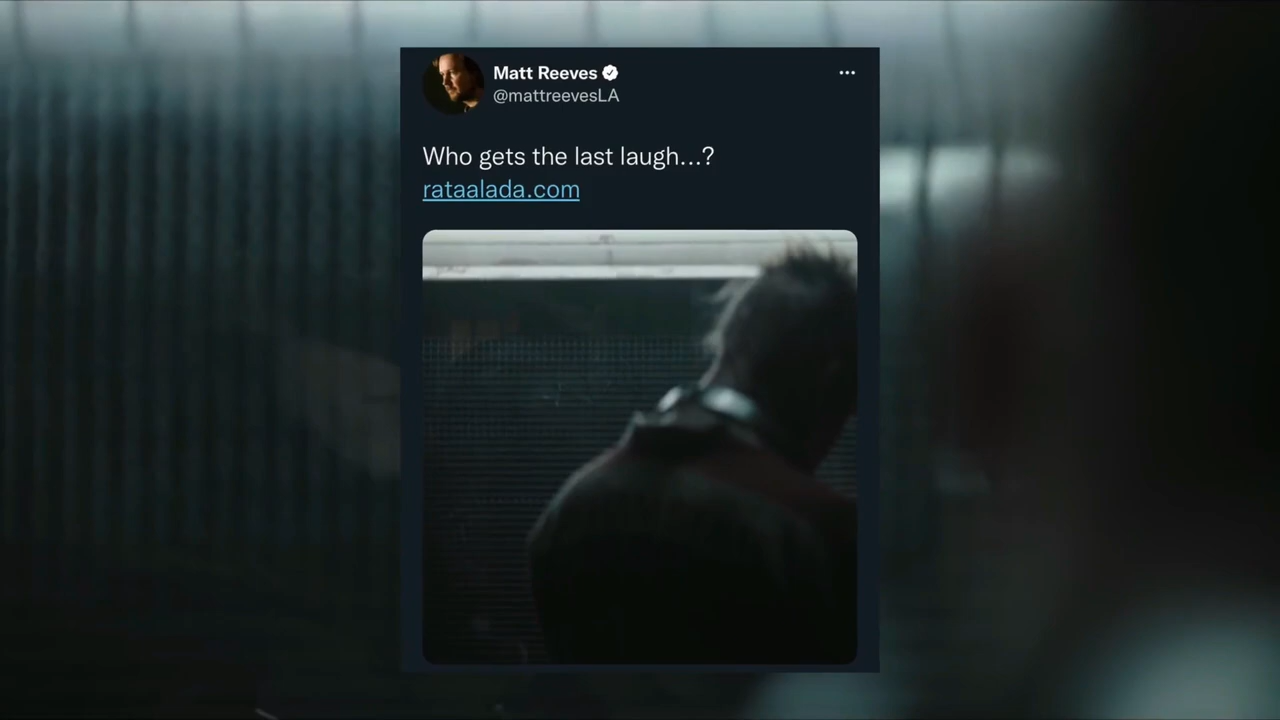 Matt Reeves
@mattreevesLA
Who gets the last laugh...?
rataalada.com